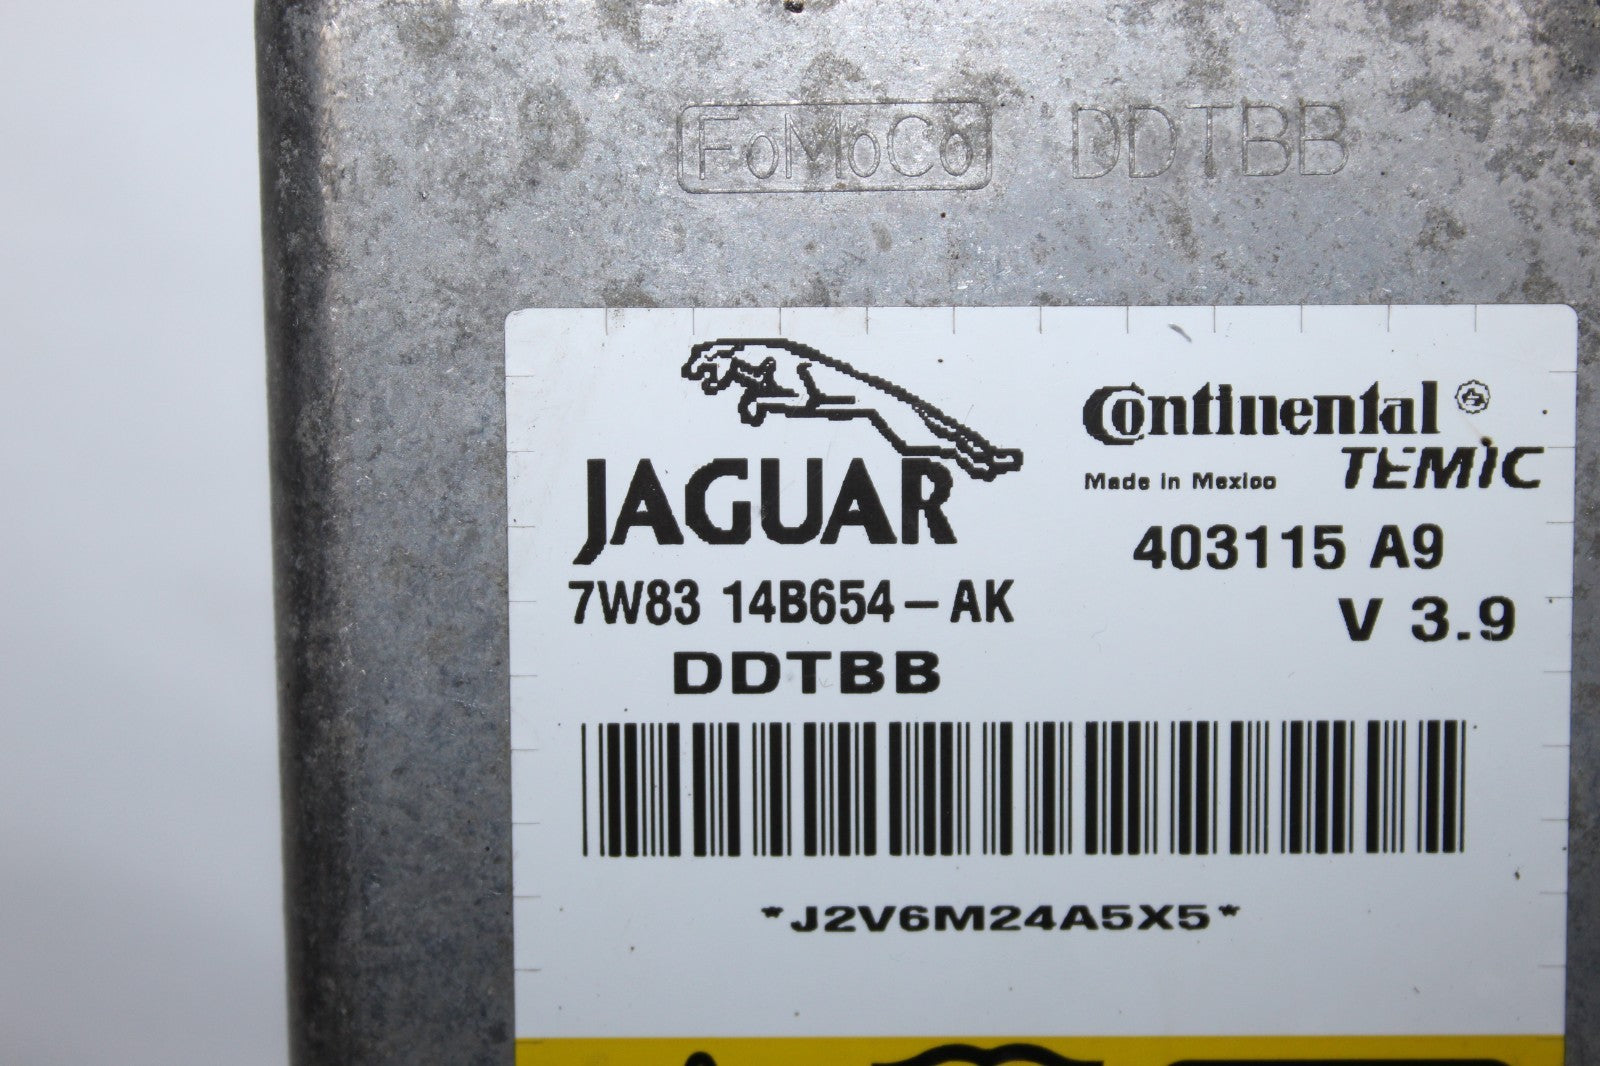 FoMoCo DDTBB
JAGUAR
7W83 14B654-AK
DDTBB
Continental
TEMIC
Made in Mexico
403115 A9
V 3.9
*J2V6M24A5X5*